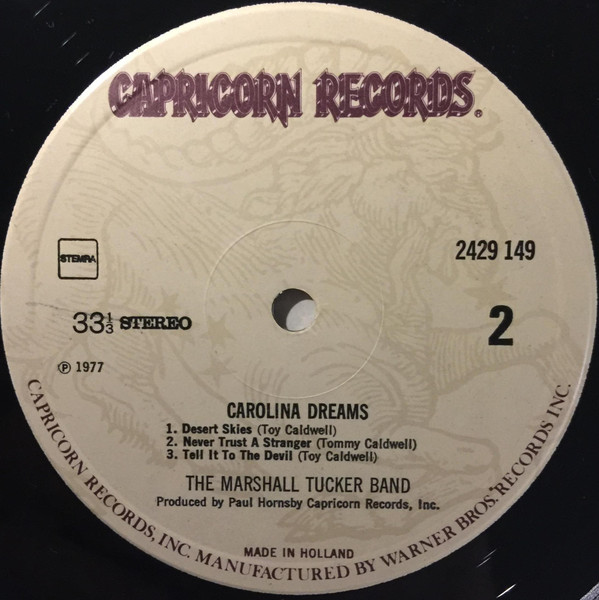 CAPRICORN RECORDS®
STEMRA
2429 149
33⅓ STEREO
2
℗ 1977
CAROLINA DREAMS
1. Desert Skies (Toy Caldwell)
2. Never Trust A Stranger (Tommy Caldwell)
3. Tell It To The Devil (Toy Caldwell)
THE MARSHALL TUCKER BAND
Produced by Paul Hornsby Capricorn Records, Inc.
MADE IN HOLLAND
CAPRICORN RECORDS, INC. MANUFACTURED BY WARNER BROS. RECORDS INC.